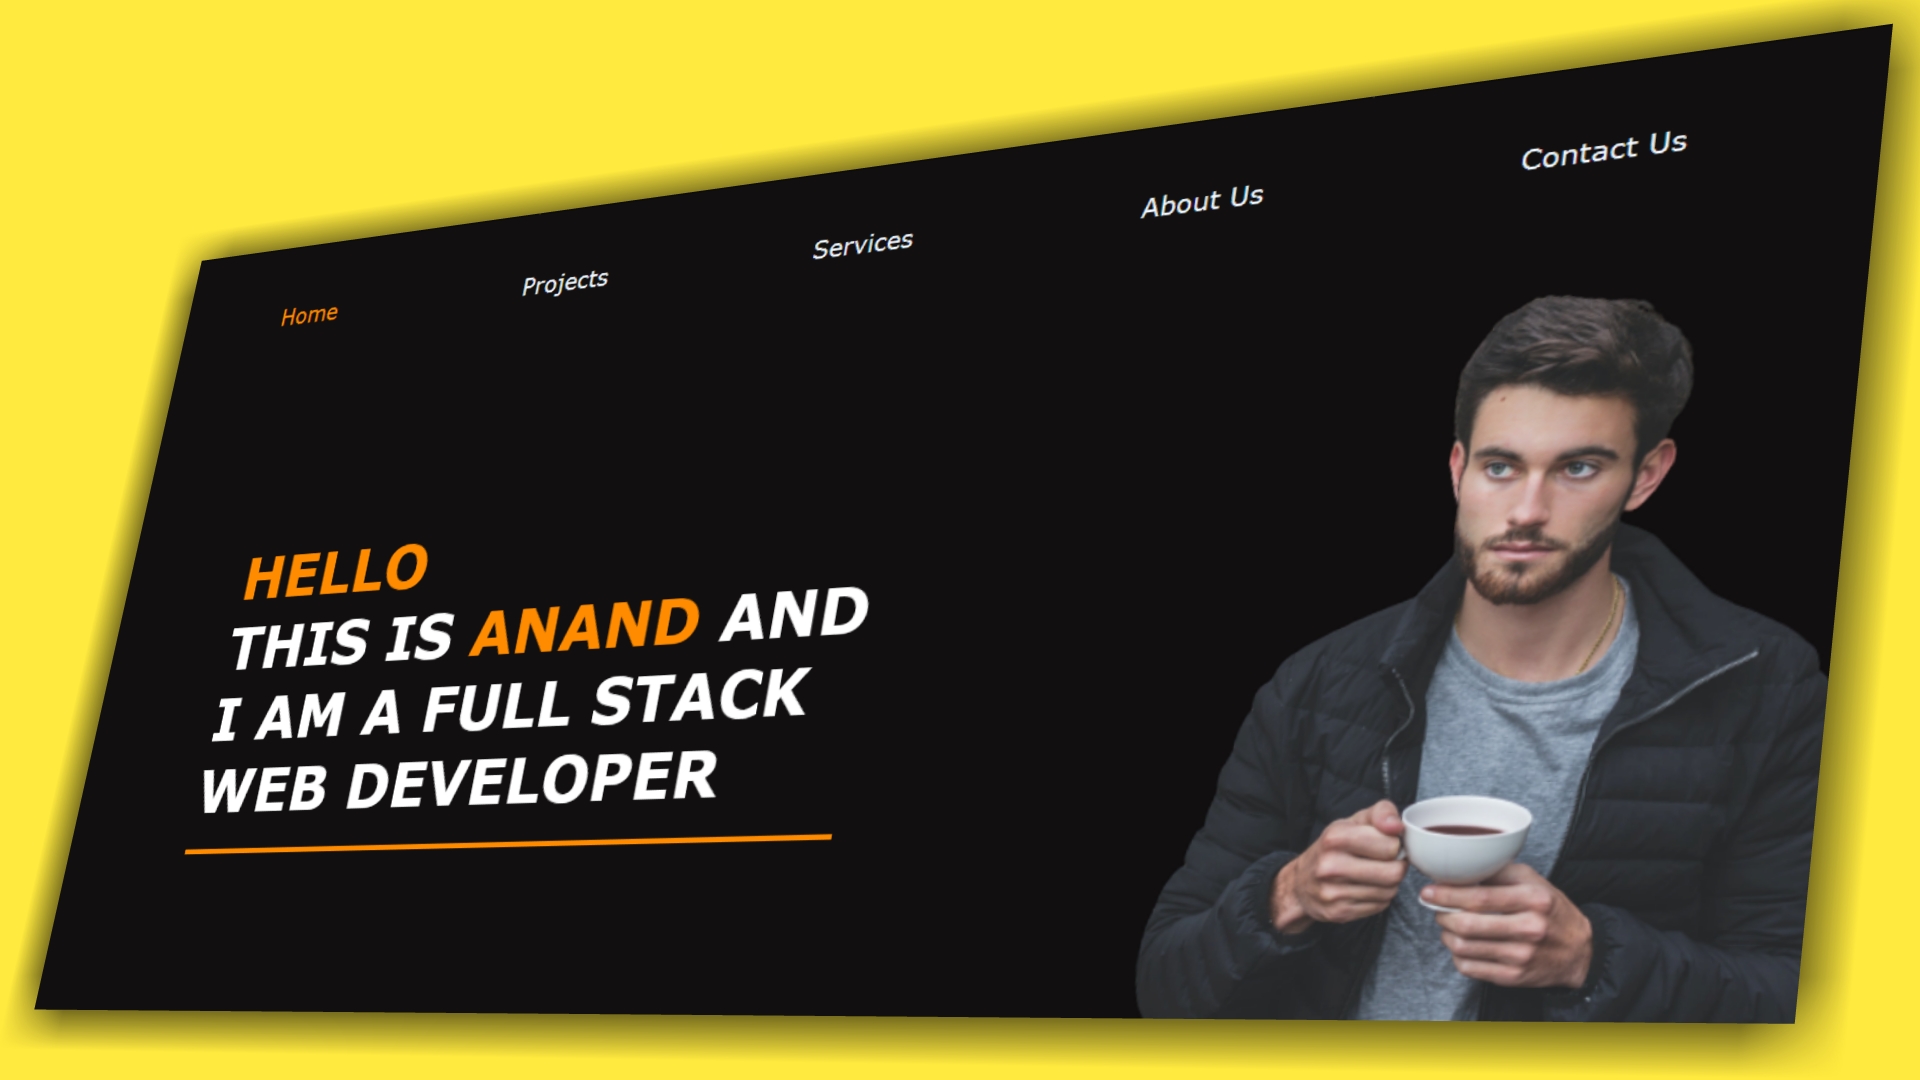 Home
Projects
Services
About Us
Contact Us
HELLO
THIS IS ANAND AND
I AM A FULL STACK
WEB DEVELOPER